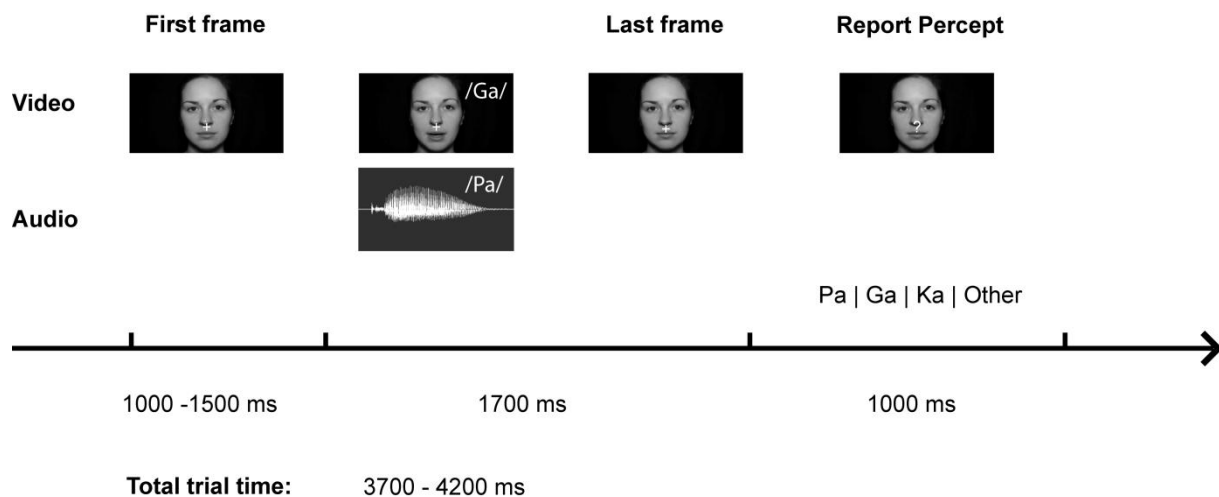 First frame
Last frame
Report Percept
Video
/Ga/
+
+
+
?
/Pa/
Audio
Pa | Ga | Ka | Other
1000 -1500 ms
1700 ms
1000 ms
Total trial time:
3700 - 4200 ms